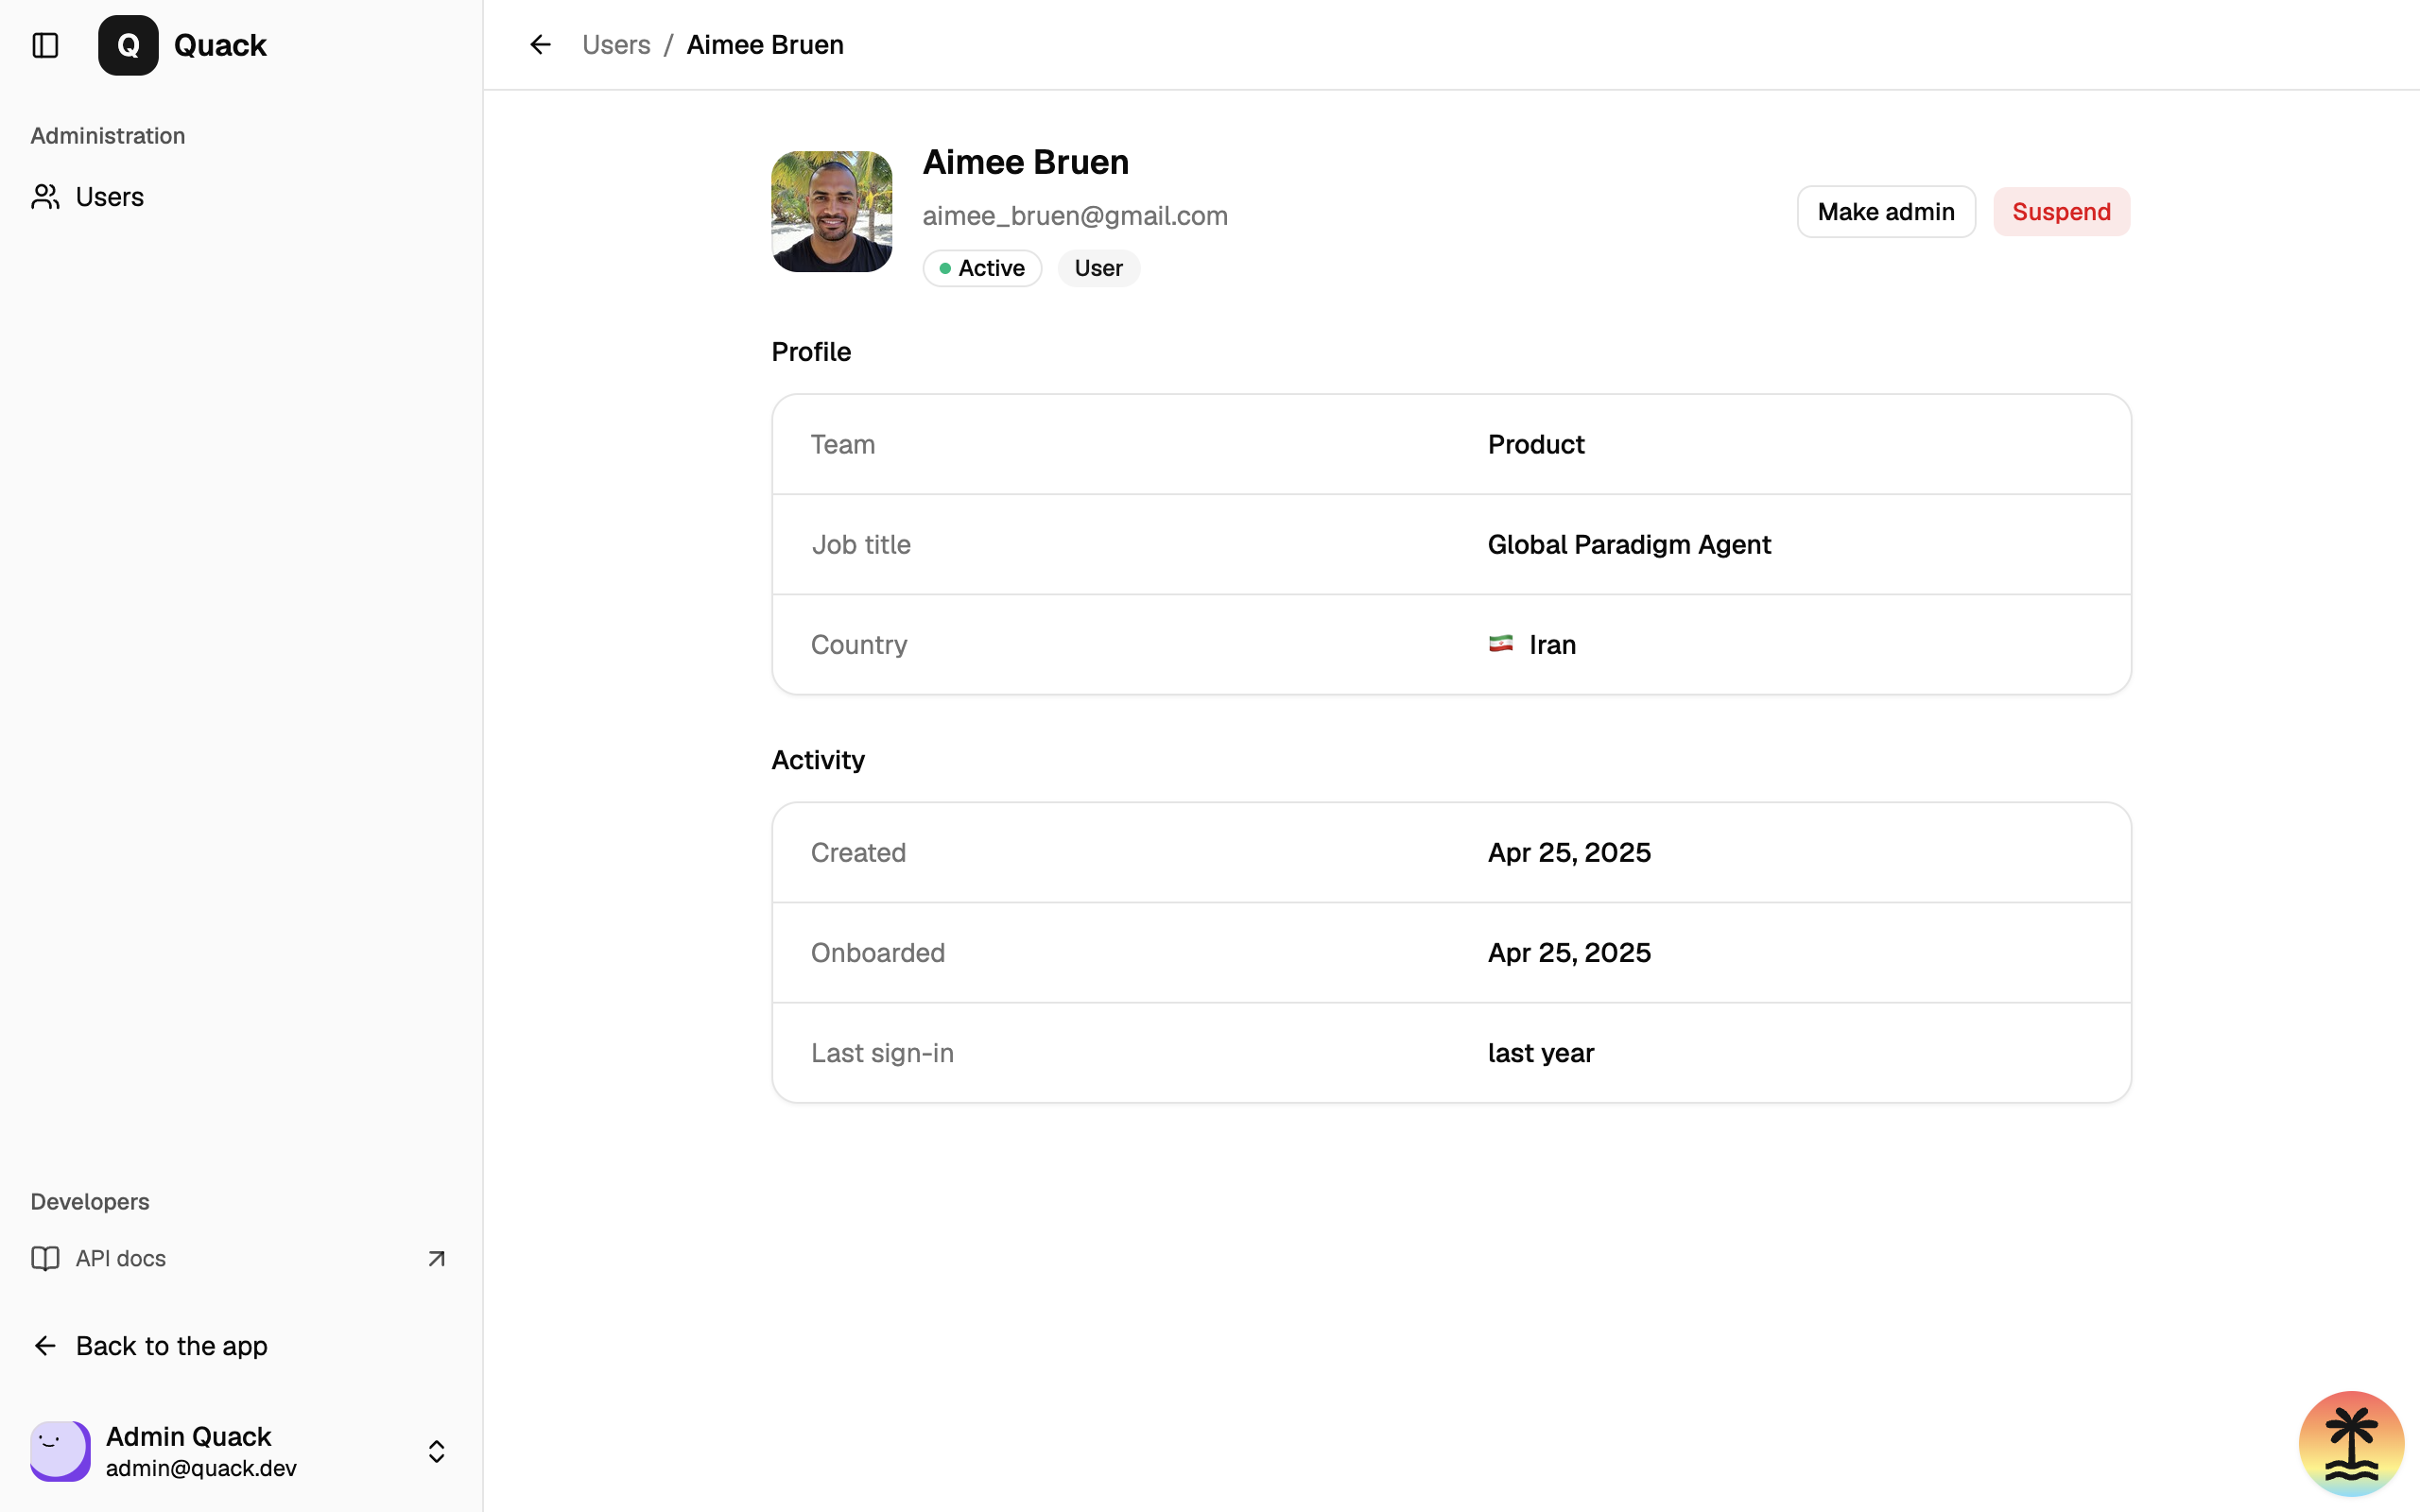 Q Quack
Administration
Users
Developers
API docs
Back to the app
Admin Quack
admin@quack.dev
Users / Aimee Bruen
Aimee Bruen
aimee_bruen@gmail.com
Active User
Make admin Suspend
Profile
Team Product
Job title Global Paradigm Agent
Country Iran
Activity
Created Apr 25, 2025
Onboarded Apr 25, 2025
Last sign-in last year